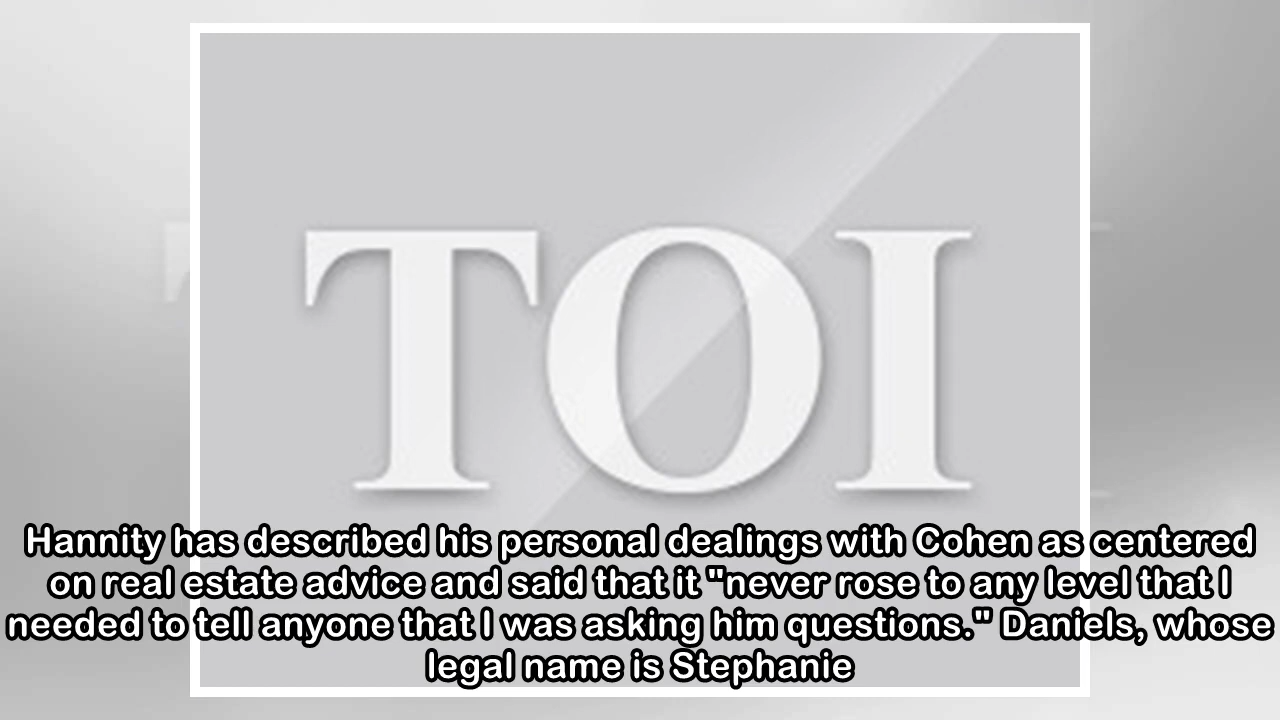 TOI
Hannity has described his personal dealings with Cohen as centered
on real estate advice and said that it "never rose to any level that I
needed to tell anyone that I was asking him questions." Daniels, whose
legal name is Stephanie